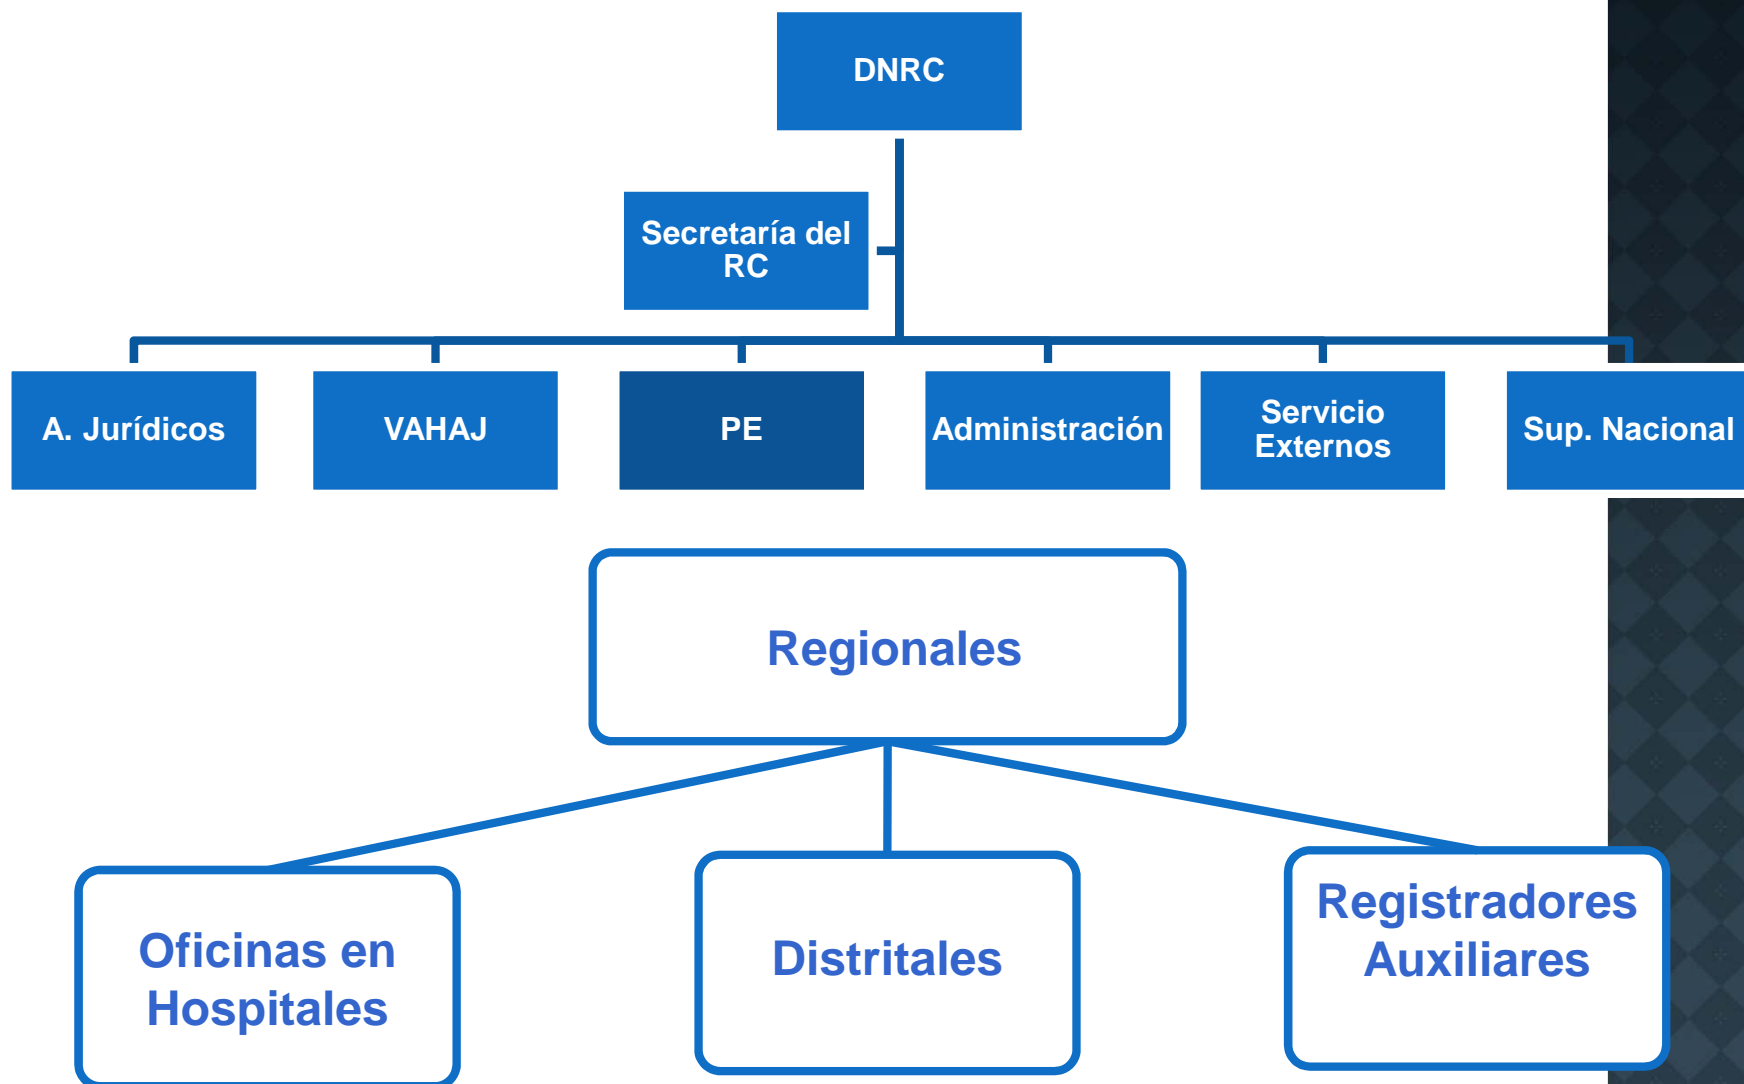 DNRC
Secretaría del
RC
A. Jurídicos
VAHAJ
PE
Administración
Servicio
Externos
Sup. Nacional
Regionales
Oficinas en
Hospitales
Distritales
Registradores
Auxiliares